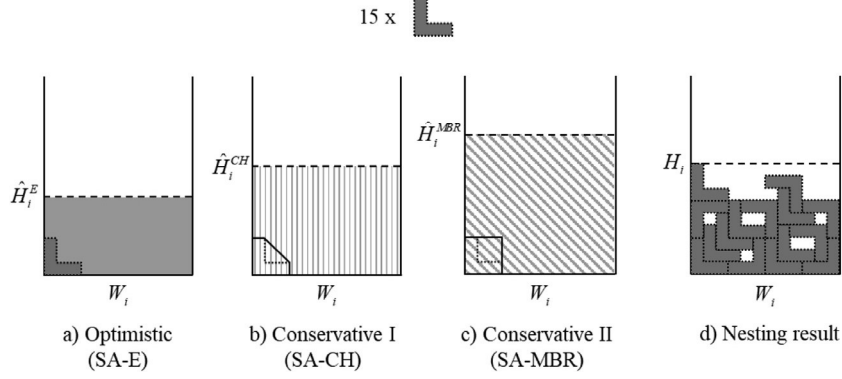 15 x
Ĥ_i^E
W_i
a) Optimistic
(SA-E)
Ĥ_i^CH
W_i
b) Conservative I
(SA-CH)
Ĥ_i^MBR
W_i
c) Conservative II
(SA-MBR)
H_i
W_i
d) Nesting result